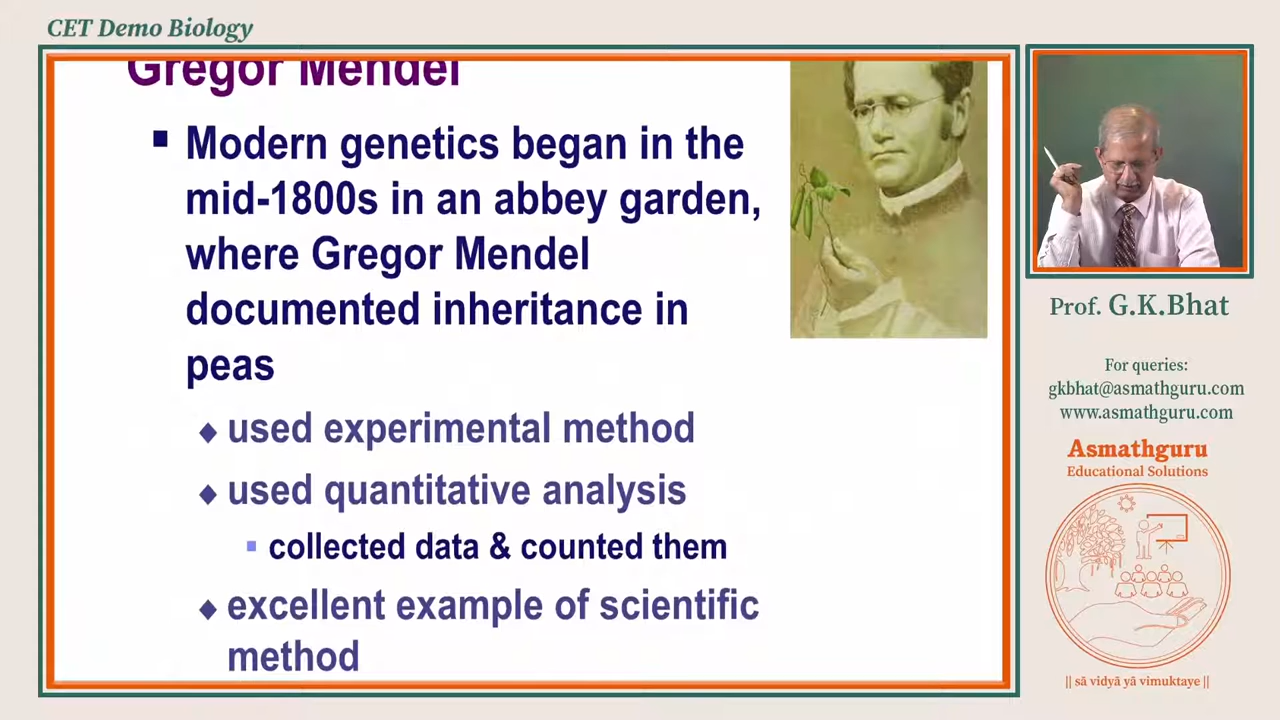 CET Demo Biology
Gregor Mendel
Modern genetics began in the
mid-1800s in an abbey garden,
where Gregor Mendel
documented inheritance in
peas
used experimental method
used quantitative analysis
collected data & counted them
excellent example of scientific
method
Prof. G.K.Bhat
For queries:
gkbhat@asmathguru.com
www.asmathguru.com
Asmathguru
Educational Solutions
|| sā vidyā yā vimuktaye ||